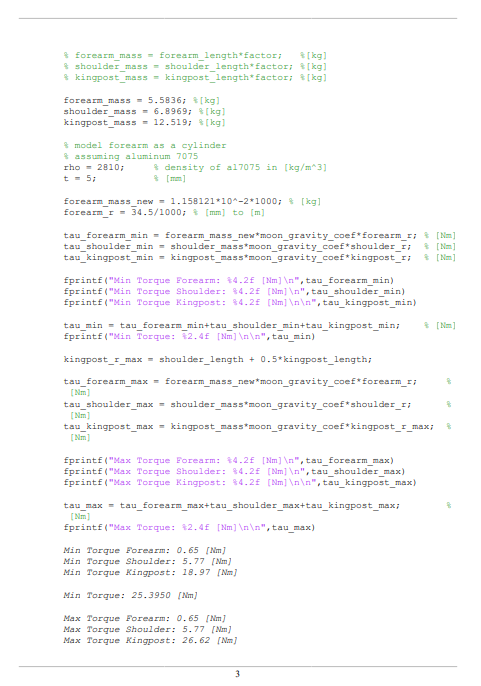 % forearm_mass = forearm_length*factor;   %[kg]
% shoulder_mass = shoulder_length*factor; %[kg]
% kingpost_mass = kingpost_length*factor; %[kg]
forearm_mass = 5.5836; %[kg]
shoulder_mass = 6.8969; %[kg]
kingpost_mass = 12.519; %[kg]
% model forearm as a cylinder
% assuming aluminum 7075
rho = 2810;     % density of al7075 in [kg/m^3]
t = 5;          % [mm]
forearm_mass_new = 1.158121*10^-2*1000; % [kg]
forearm_r = 34.5/1000; % [mm] to [m]
tau_forearm_min = forearm_mass_new*moon_gravity_coef*forearm_r; % [Nm]
tau_shoulder_min = shoulder_mass*moon_gravity_coef*shoulder_r;  % [Nm]
tau_kingpost_min = kingpost_mass*moon_gravity_coef*kingpost_r;  % [Nm]
fprintf("Min Torque Forearm: %4.2f [Nm]\n",tau_forearm_min)
fprintf("Min Torque Shoulder: %4.2f [Nm]\n",tau_shoulder_min)
fprintf("Min Torque Kingpost: %4.2f [Nm]\n\n",tau_kingpost_min)
tau_min = tau_forearm_min+tau_shoulder_min+tau_kingpost_min;    % [Nm]
fprintf("Min Torque: %2.4f [Nm]\n\n",tau_min)
kingpost_r_max = shoulder_length + 0.5*kingpost_length;
tau_forearm_max = forearm_mass_new*moon_gravity_coef*forearm_r;     %
[Nm]
tau_shoulder_max = shoulder_mass*moon_gravity_coef*shoulder_r;      %
[Nm]
tau_kingpost_max = kingpost_mass*moon_gravity_coef*kingpost_r_max;  %
[Nm]
fprintf("Max Torque Forearm: %4.2f [Nm]\n",tau_forearm_max)
fprintf("Max Torque Shoulder: %4.2f [Nm]\n",tau_shoulder_max)
fprintf("Max Torque Kingpost: %4.2f [Nm]\n\n",tau_kingpost_max)
tau_max = tau_forearm_max+tau_shoulder_max+tau_kingpost_max;        %
[Nm]
fprintf("Max Torque: %2.4f [Nm]\n\n",tau_max)
Min Torque Forearm: 0.65 [Nm]
Min Torque Shoulder: 5.77 [Nm]
Min Torque Kingpost: 18.97 [Nm]
Min Torque: 25.3950 [Nm]
Max Torque Forearm: 0.65 [Nm]
Max Torque Shoulder: 5.77 [Nm]
Max Torque Kingpost: 26.62 [Nm]
3